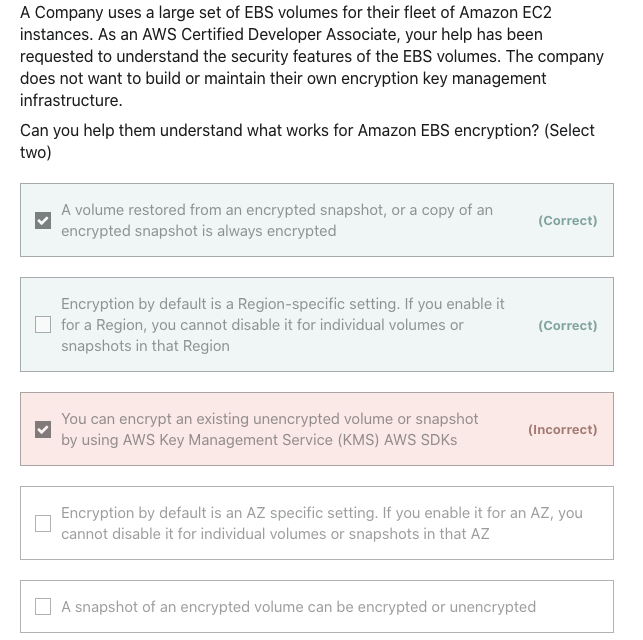 A Company uses a large set of EBS volumes for their fleet of Amazon EC2
instances. As an AWS Certified Developer Associate, your help has been
requested to understand the security features of the EBS volumes. The company
does not want to build or maintain their own encryption key management
infrastructure.
Can you help them understand what works for Amazon EBS encryption? (Select
two)
A volume restored from an encrypted snapshot, or a copy of an
encrypted snapshot is always encrypted
(Correct)
Encryption by default is a Region-specific setting. If you enable it
for a Region, you cannot disable it for individual volumes or
snapshots in that Region
(Correct)
You can encrypt an existing unencrypted volume or snapshot
by using AWS Key Management Service (KMS) AWS SDKs
(Incorrect)
Encryption by default is an AZ specific setting. If you enable it for an AZ, you
cannot disable it for individual volumes or snapshots in that AZ
A snapshot of an encrypted volume can be encrypted or unencrypted